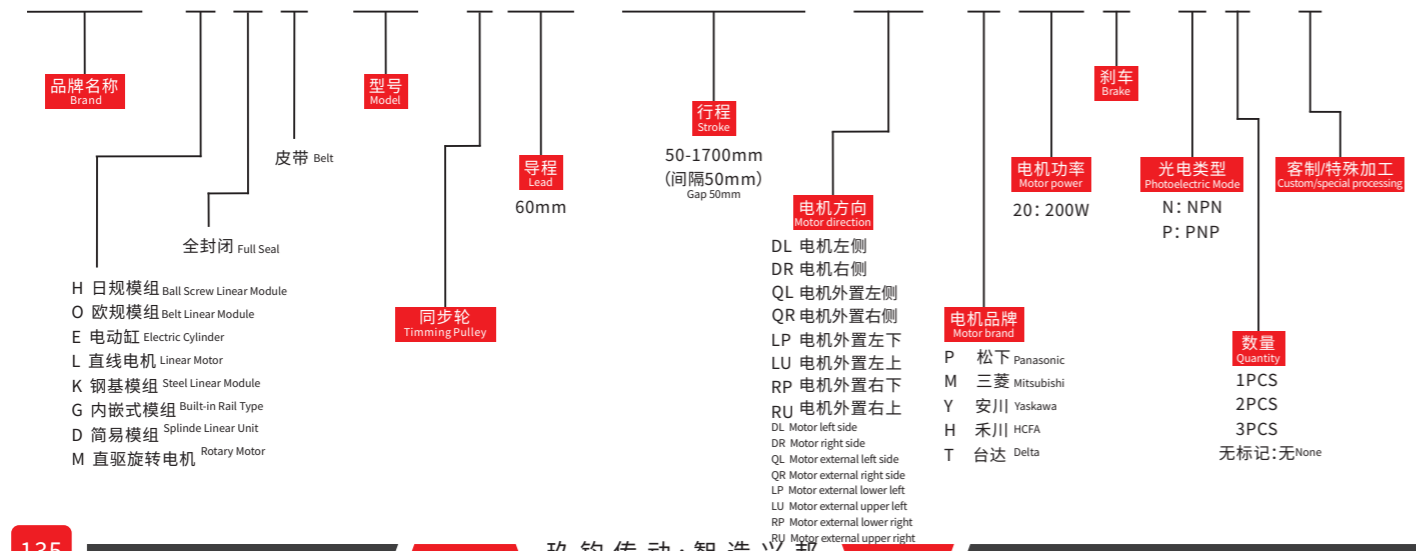 品牌名称
Brand
型号
Model
刹车
Brake
行程
Stroke
50-1700mm
（间隔50mm）
Gap 50mm
皮带 Belt
导程
Lead
60mm
电机功率
Motor power
20：200W
光电类型
Photoelectric Mode
N：NPN
P：PNP
客制/特殊加工
Custom/special processing
全封闭 Full Seal
电机方向
Motor direction
DL 电机左侧
DR 电机右侧
QL 电机外置左侧
QR 电机外置右侧
LP 电机外置左下
LU 电机外置左上
RP 电机外置右下
RU 电机外置右上
DL Motor left side
DR Motor right side
QL Motor external left side
QR Motor external right side
LP Motor external lower left
LU Motor external upper left
RP Motor external lower right
RU Motor external upper right
H 日规模组 Ball Screw Linear Module
O 欧规模组 Belt Linear Module
E 电动缸 Electric Cylinder
L 直线电机 Linear Motor
K 钢基模组 Steel Linear Module
G 内嵌式模组 Built-in Rail Type
D 简易模组 Splinde Linear Unit
M 直驱旋转电机 Rotary Motor
同步轮
Timming Pulley
电机品牌
Motor brand
P 松下 Panasonic
M 三菱 Mitsubishi
Y 安川 Yaskawa
H 禾川 HCFA
T 台达 Delta
数量
Quantity
1PCS
2PCS
3PCS
无标记：无None
135
玖钧传动·智造兴邦